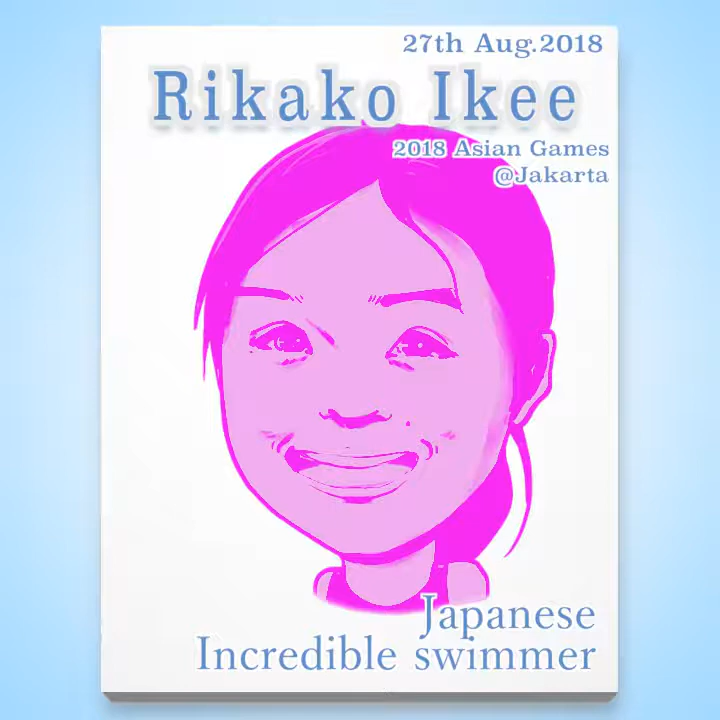 27th Aug.2018
Rikako Ikee
2018 Asian Games
@Jakarta
Japanese
Incredible swimmer